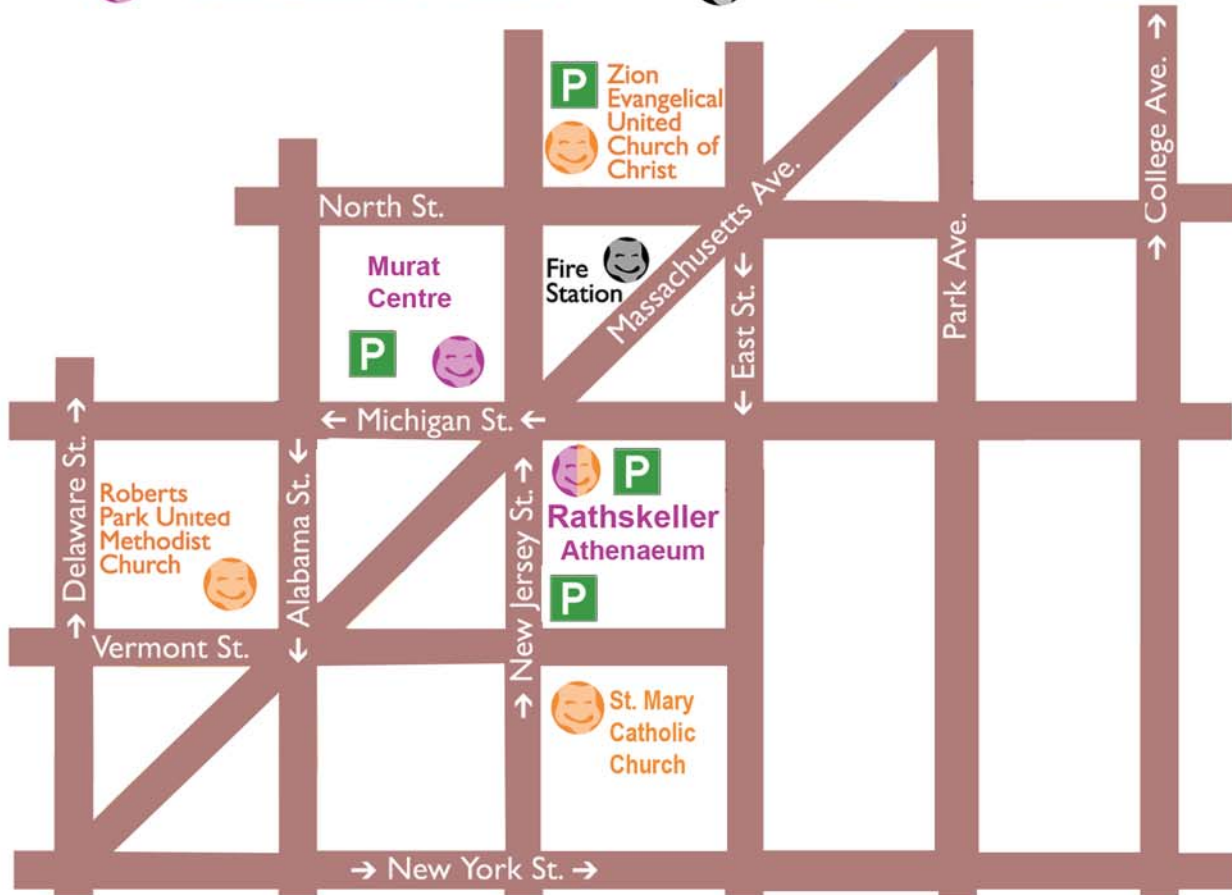 P
Zion
Evangelical
United
Church of
Christ
↑ College Ave. ↑
North St.
Massachusetts Ave.
Murat
Centre
P
Fire
Station
← East St. ←
Park Ave.
← Michigan St. ←
↑ Delaware St. ↑
Roberts
Park United
Methodist
Church
↓ Alabama St. ↓
↑ New Jersey St. ↑
P
Rathskeller
Athenaeum
P
Vermont St.
St. Mary
Catholic
Church
→ New York St. →